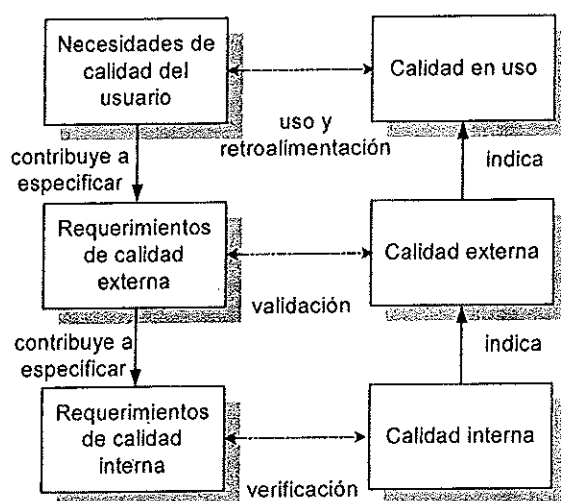 Necesidades de
calidad del
usuario
Calidad en uso
uso y
retroalimentación
contribuye a
especificar
indica
Requerimientos
de calidad
externa
Calidad externa
validación
contribuye a
especificar
indica
Requerimientos
de calidad
interna
Calidad interna
verificación